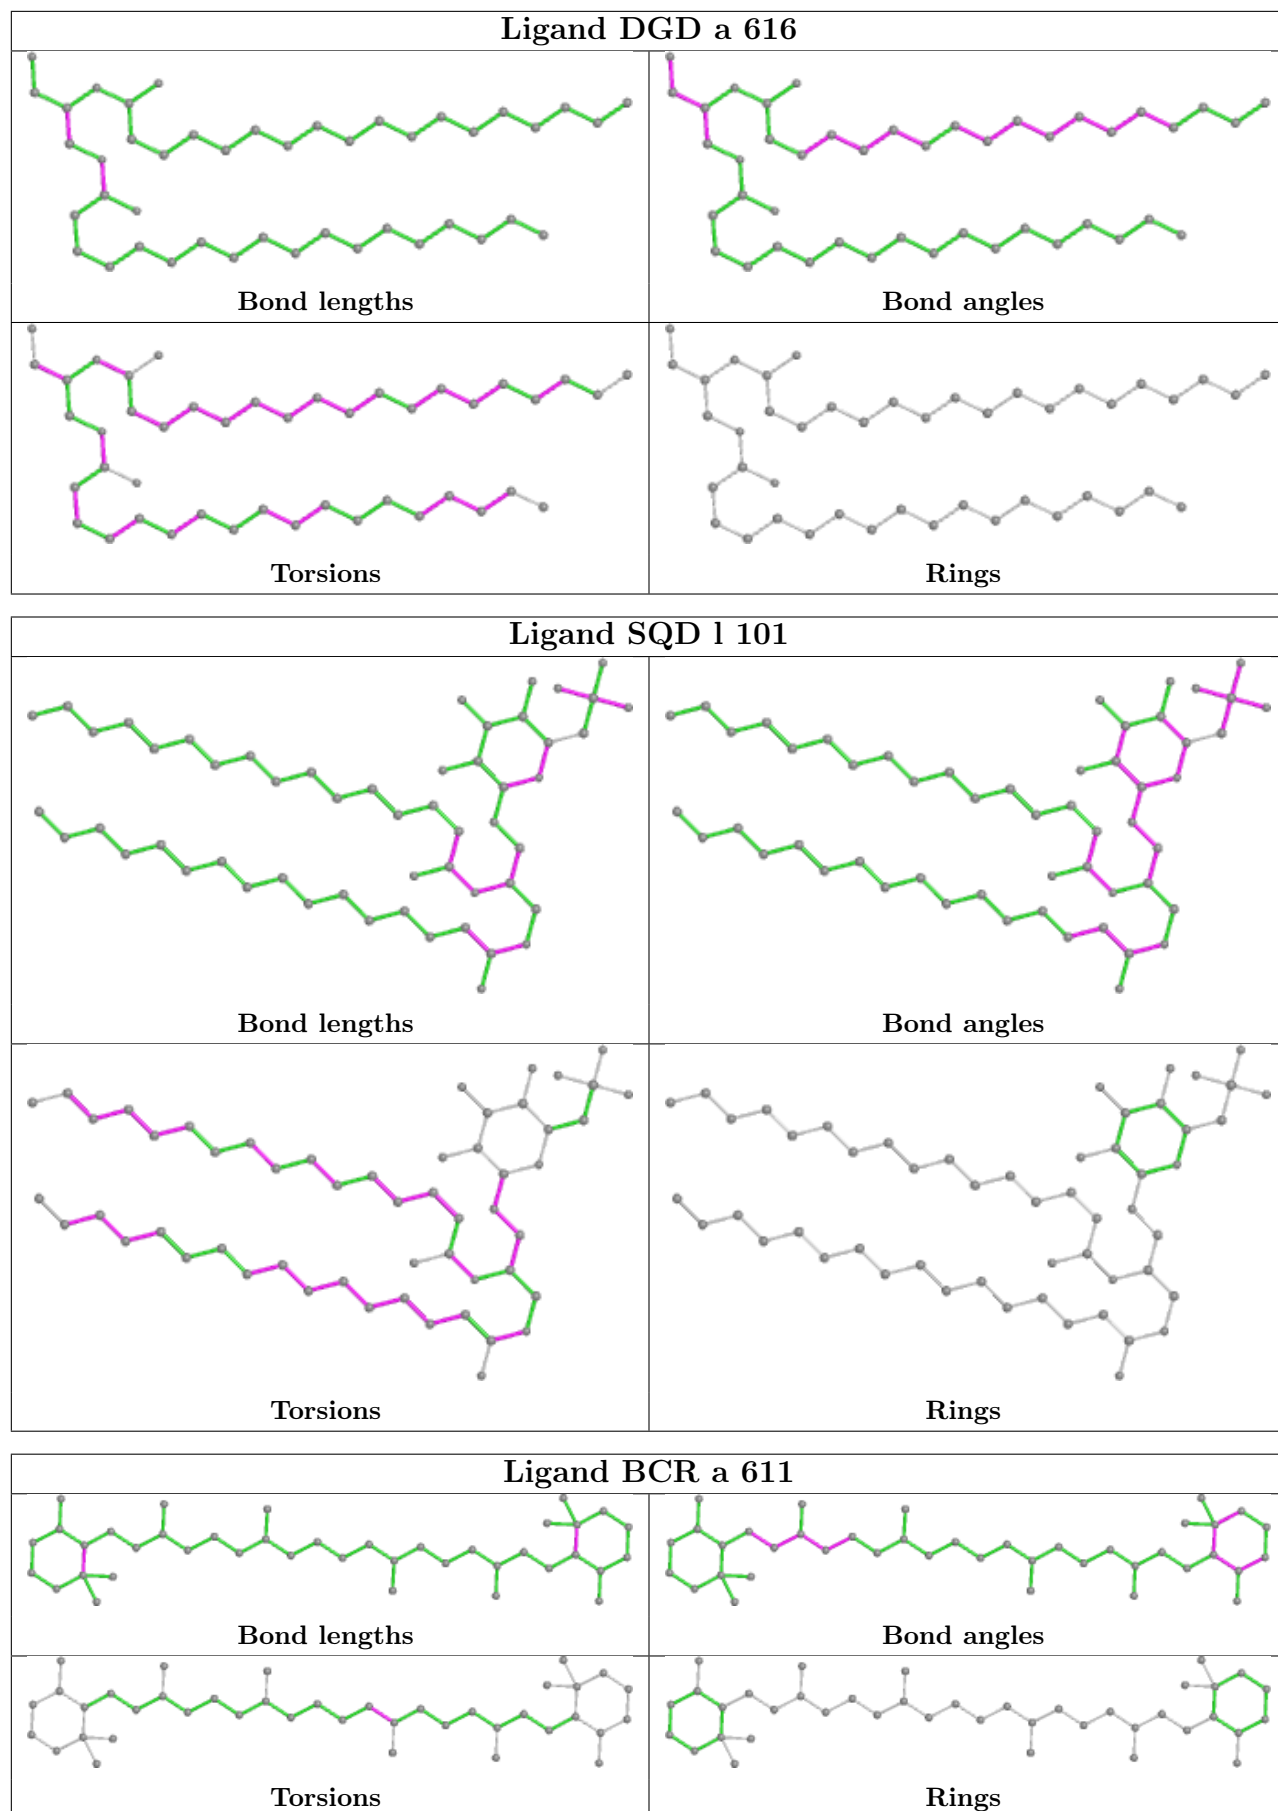 Ligand DGD a 616
Bond lengths
Bond angles
Torsions
Rings
Ligand SQD l 101
Bond lengths
Bond angles
Torsions
Rings
Ligand BCR a 611
Bond lengths
Bond angles
Torsions
Rings